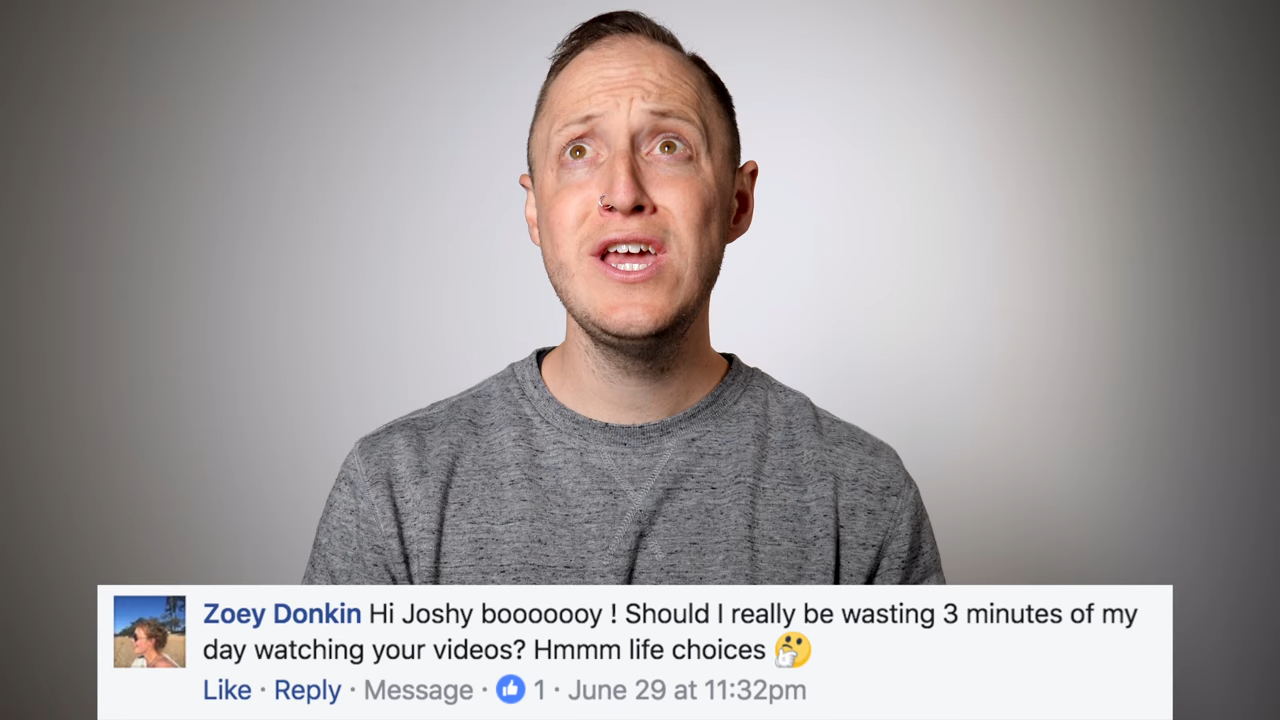 Zoey Donkin Hi Joshy booooooy ! Should I really be wasting 3 minutes of my
day watching your videos? Hmmm life choices 🤔
Like · Reply · Message · 1 · June 29 at 11:32pm